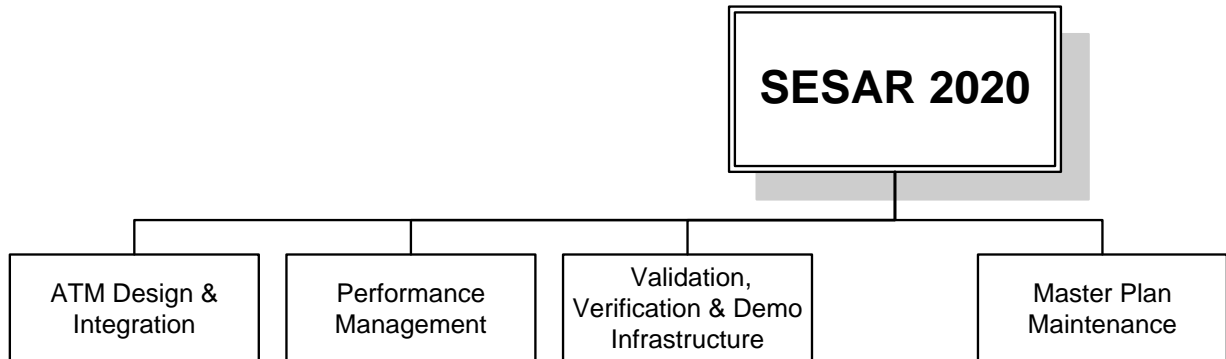 SESAR 2020
ATM Design &
Integration
Performance
Management
Validation,
Verification & Demo
Infrastructure
Master Plan
Maintenance